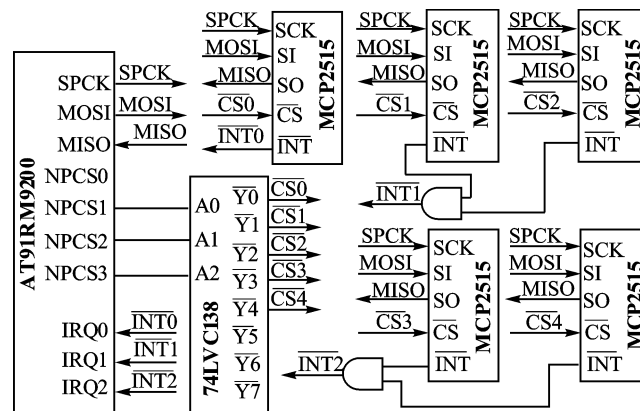 AT91RM9200
SPCK
MOSI
MISO
NPCS0
NPCS1
NPCS2
NPCS3
IRQ0
IRQ1
IRQ2
SPCK
MOSI
MISO
INT0
INT1
INT2
74LVC138
A0
A1
A2
Y0
Y1
Y2
Y3
Y4
Y5
Y6
Y7
CS0
CS1
CS2
CS3
CS4
SPCK
MOSI
MISO
CS0
INT0
SCK
SI
SO
CS
INT
MCP2515
SPCK
MOSI
MISO
CS1
SCK
SI
SO
CS
INT
MCP2515
SPCK
MOSI
MISO
CS2
SCK
SI
SO
CS
INT
MCP2515
INT1
SPCK
MOSI
MISO
CS3
SCK
SI
SO
CS
INT
MCP2515
SPCK
MOSI
MISO
CS4
SCK
SI
SO
CS
INT
MCP2515
INT2